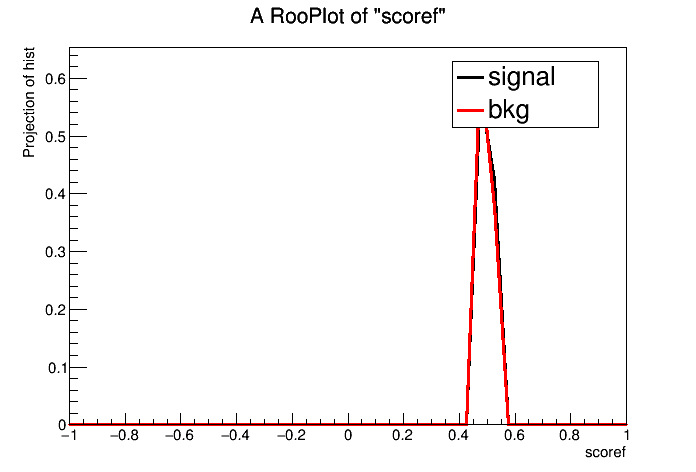 A RooPlot of "scoref"
Projection of hist
signal
bkg
0.6
0.5
0.4
0.3
0.2
0.1
0
−1 −0.8 −0.6 −0.4 −0.2 0 0.2 0.4 0.6 0.8 1
scoref